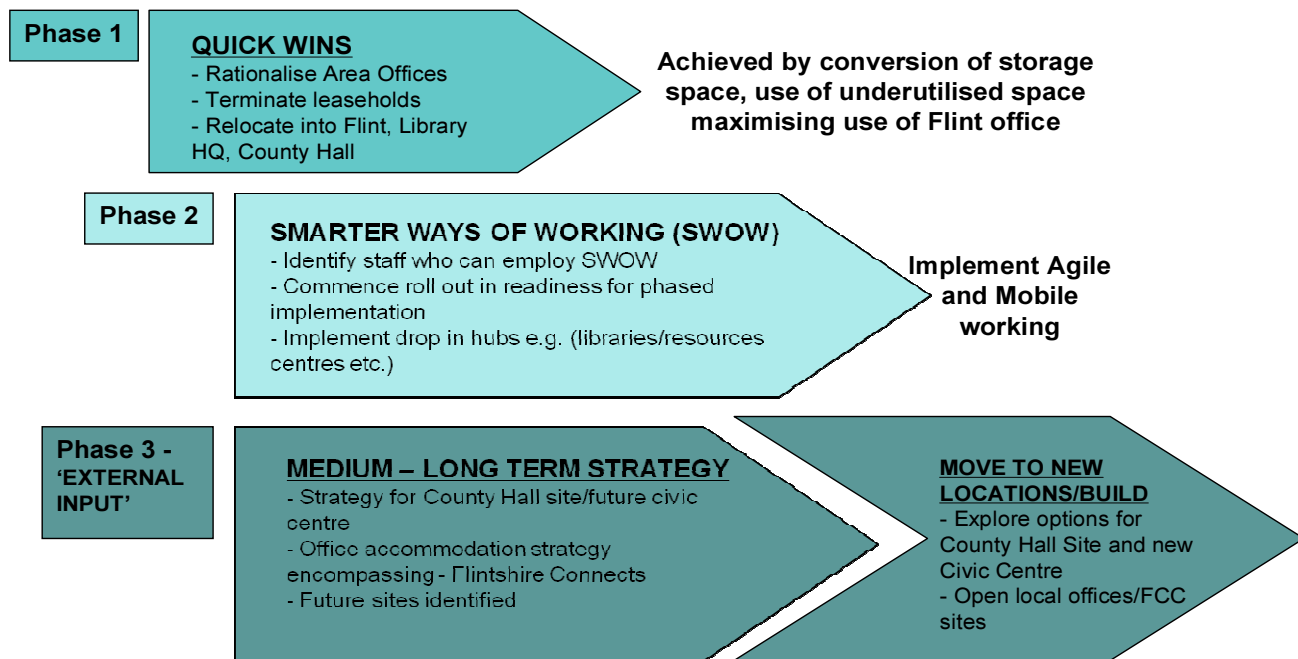 Phase 1
QUICK WINS
- Rationalise Area Offices
- Terminate leaseholds
- Relocate into Flint, Library
HQ, County Hall
Achieved by conversion of storage
space, use of underutilised space
maximising use of Flint office
Phase 2
SMARTER WAYS OF WORKING (SWOW)
- Identify staff who can employ SWOW
- Commence roll out in readiness for phased
implementation
- Implement drop in hubs e.g. (libraries/resources
centres etc.)
Implement Agile
and Mobile
working
Phase 3 -
‘EXTERNAL
INPUT’
MEDIUM – LONG TERM STRATEGY
- Strategy for County Hall site/future civic
centre
- Office accommodation strategy
encompassing - Flintshire Connects
- Future sites identified
MOVE TO NEW
LOCATIONS/BUILD
- Explore options for
County Hall Site and new
Civic Centre
- Open local offices/FCC
sites